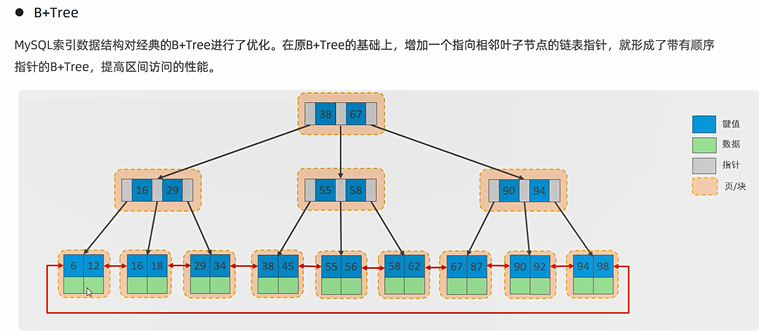 ● B+Tree
MySQL索引数据结构对经典的B+Tree进行了优化。在原B+Tree的基础上，增加一个指向相邻叶子节点的链表指针，就形成了带有顺序
指针的B+Tree，提高区间访问的性能。
38 67
键值
数据
指针
页/块
16 29 55 58 90 94
6 12 16 18 29 34 38 45 55 56 58 62 67 87 90 92 94 98